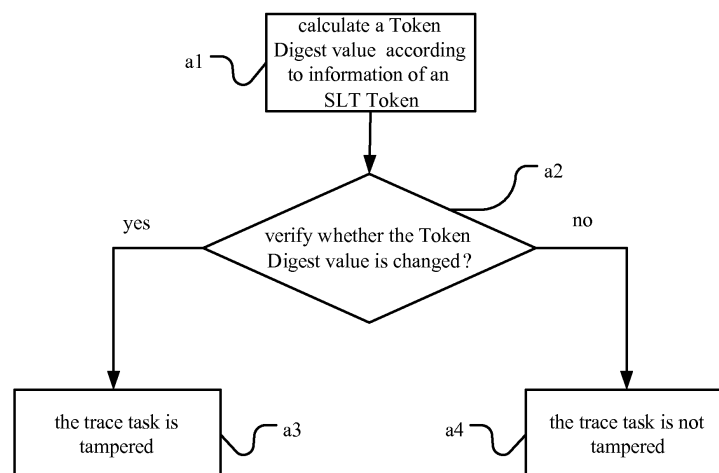 calculate a Token
Digest value according
to information of an
SLT Token
a1
a2
yes
no
verify whether the Token
Digest value is changed?
the trace task is
tampered
a3
a4
the trace task is not
tampered